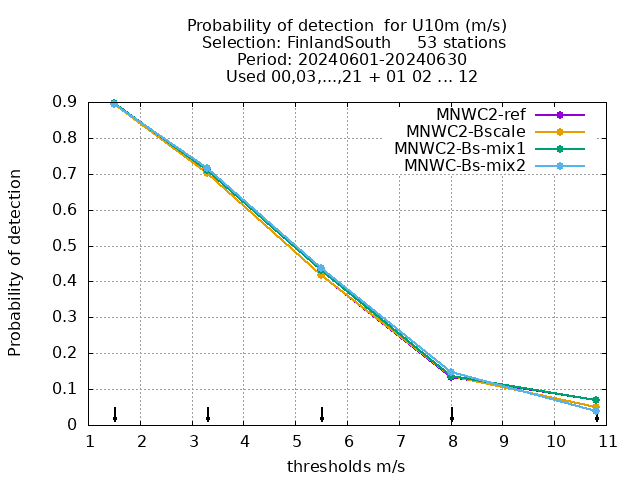 Probability of detection  for U10m (m/s)
Selection: FinlandSouth     53 stations
Period: 20240601-20240630
Used 00,03,...,21 + 01 02 ... 12
MNWC2-ref
MNWC2-Bscale
MNWC2-Bs-mix1
MNWC-Bs-mix2
Probability of detection
0.9
0.8
0.7
0.6
0.5
0.4
0.3
0.2
0.1
0
1 2 3 4 5 6 7 8 9 10 11
thresholds m/s